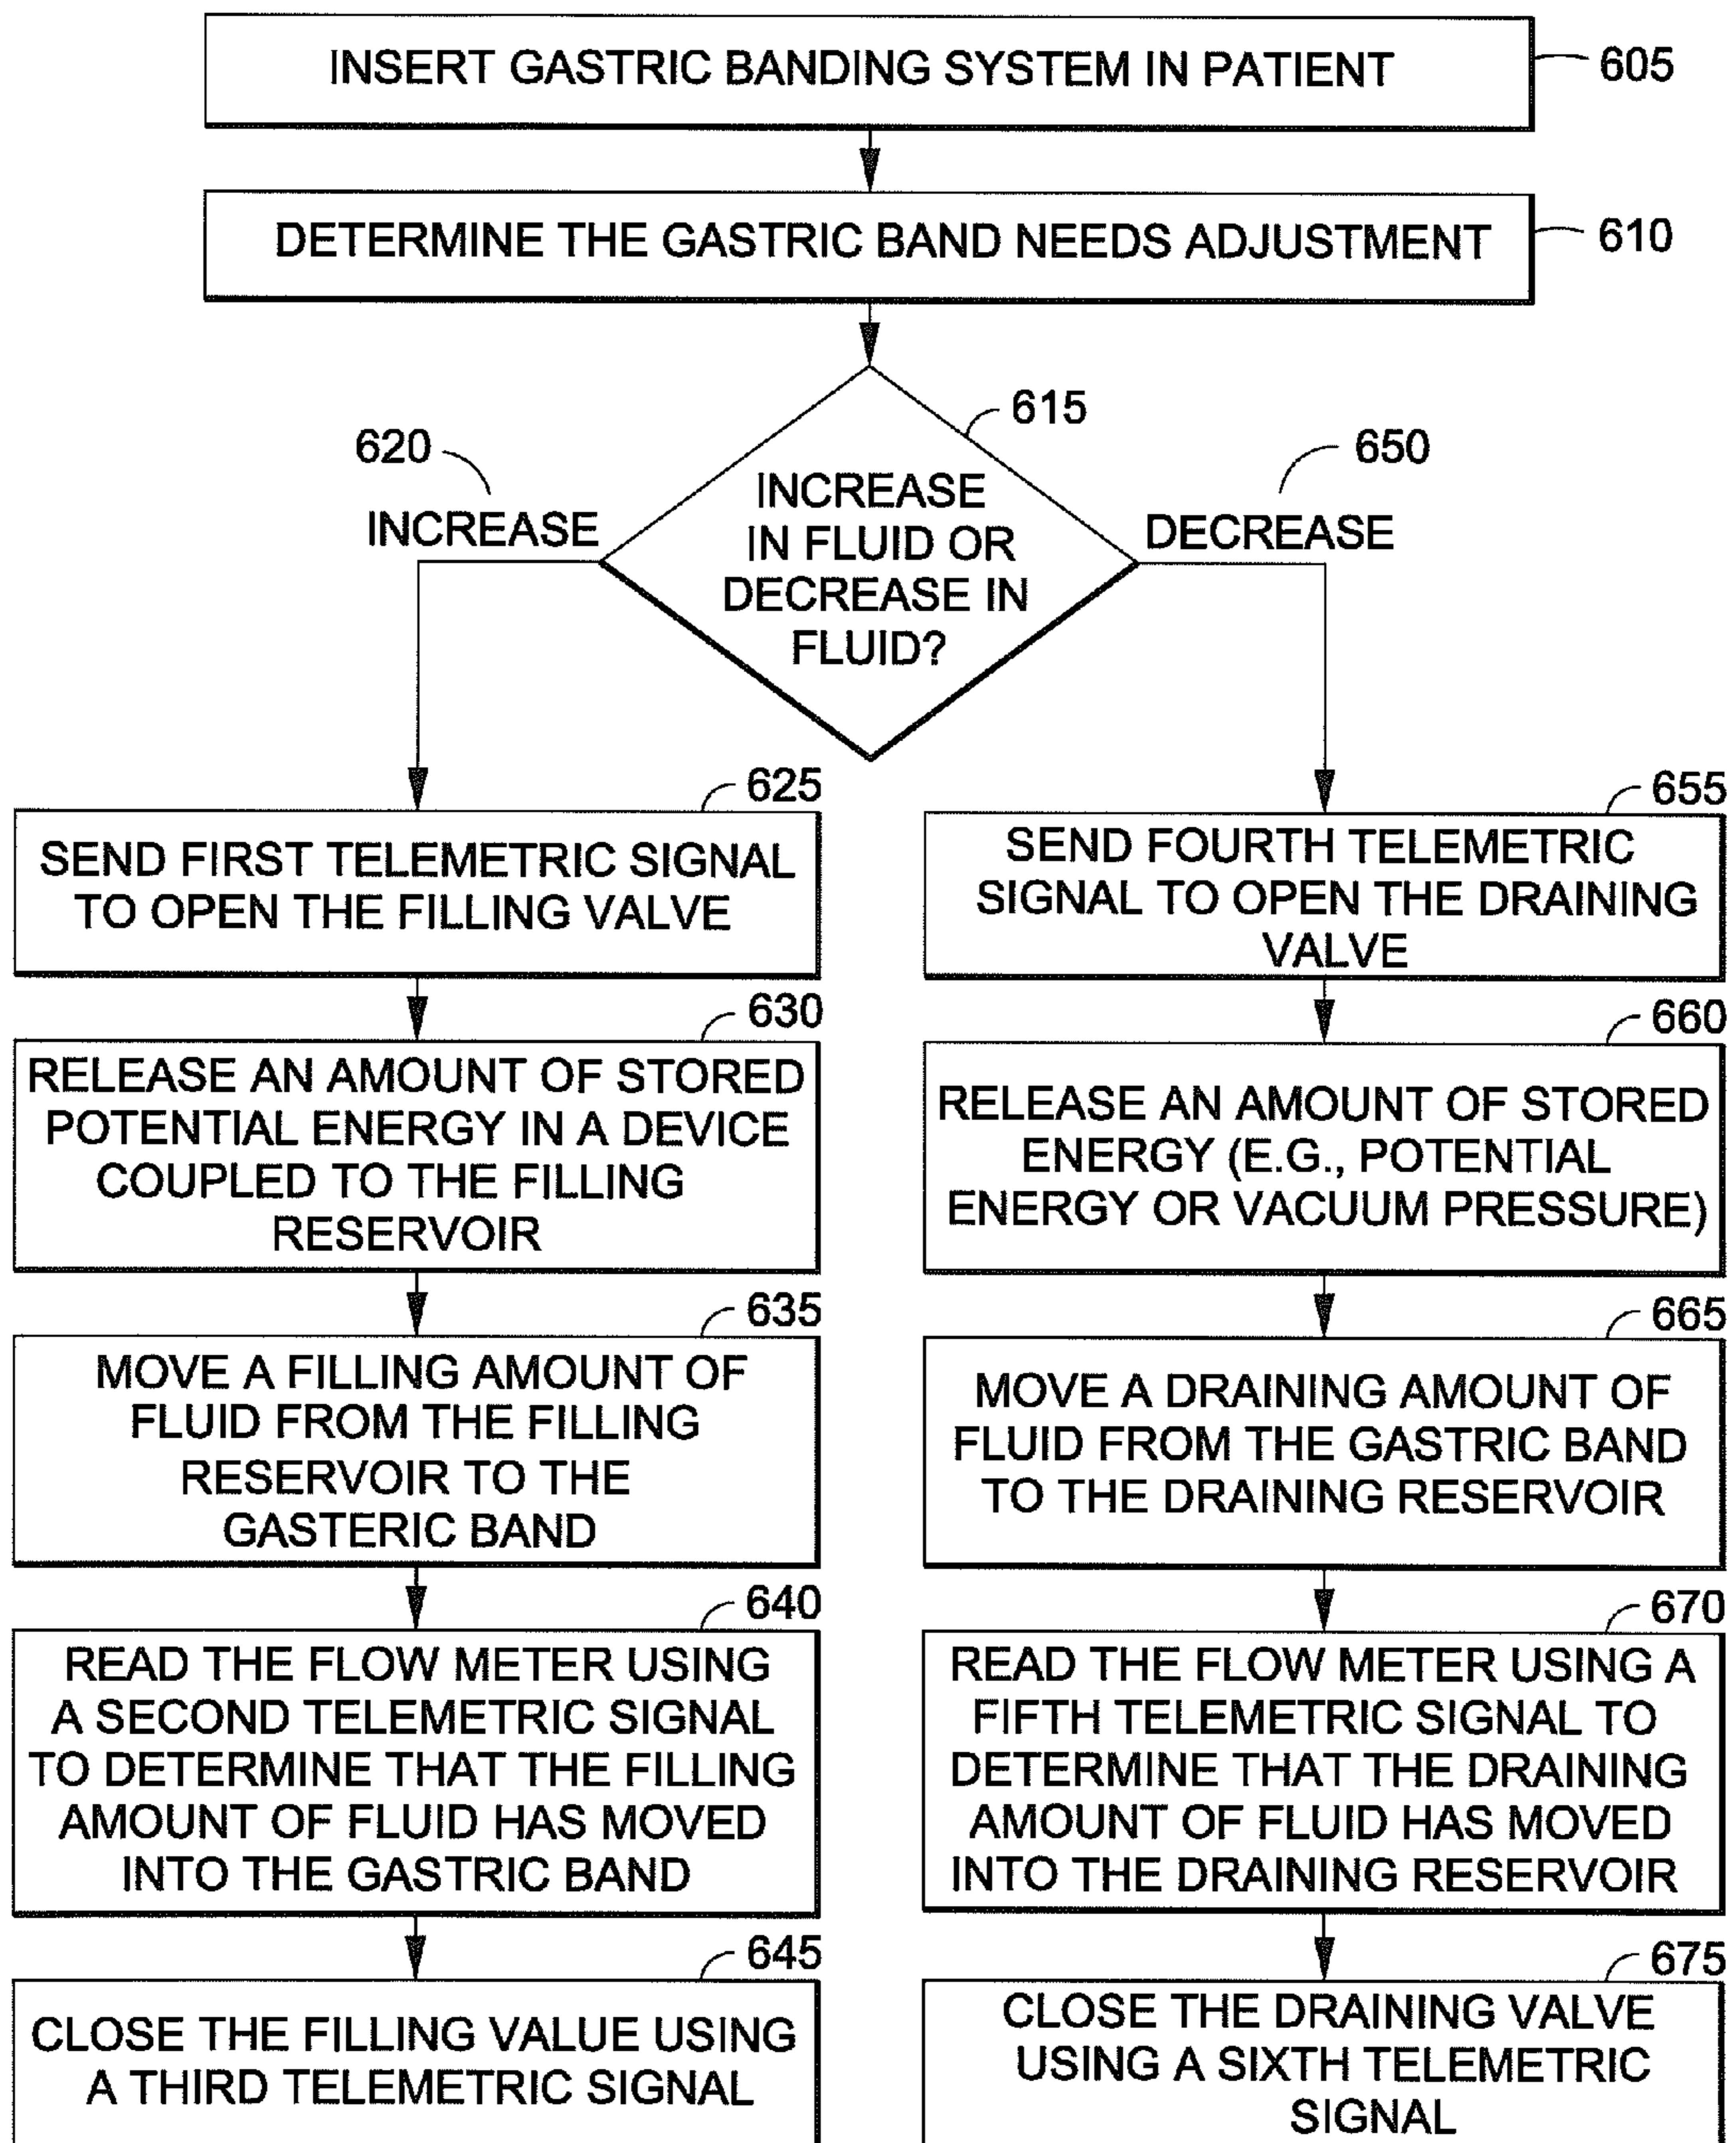 INSERT GASTRIC BANDING SYSTEM IN PATIENT
605
DETERMINE THE GASTRIC BAND NEEDS ADJUSTMENT
610
615
INCREASE
IN FLUID OR
DECREASE IN
FLUID?
620
INCREASE
650
DECREASE
625
SEND FIRST TELEMETRIC SIGNAL
TO OPEN THE FILLING VALVE
630
RELEASE AN AMOUNT OF STORED
POTENTIAL ENERGY IN A DEVICE
COUPLED TO THE FILLING
RESERVOIR
635
MOVE A FILLING AMOUNT OF
FLUID FROM THE FILLING
RESERVOIR TO THE
GASTERIC BAND
640
READ THE FLOW METER USING
A SECOND TELEMETRIC SIGNAL
TO DETERMINE THAT THE FILLING
AMOUNT OF FLUID HAS MOVED
INTO THE GASTRIC BAND
645
CLOSE THE FILLING VALUE USING
A THIRD TELEMETRIC SIGNAL
655
SEND FOURTH TELEMETRIC
SIGNAL TO OPEN THE DRAINING
VALVE
660
RELEASE AN AMOUNT OF STORED
ENERGY (E.G., POTENTIAL
ENERGY OR VACUUM PRESSURE)
665
MOVE A DRAINING AMOUNT OF
FLUID FROM THE GASTRIC BAND
TO THE DRAINING RESERVOIR
670
READ THE FLOW METER USING A
FIFTH TELEMETRIC SIGNAL TO
DETERMINE THAT THE DRAINING
AMOUNT OF FLUID HAS MOVED
INTO THE DRAINING RESERVOIR
675
CLOSE THE DRAINING VALVE
USING A SIXTH TELEMETRIC
SIGNAL